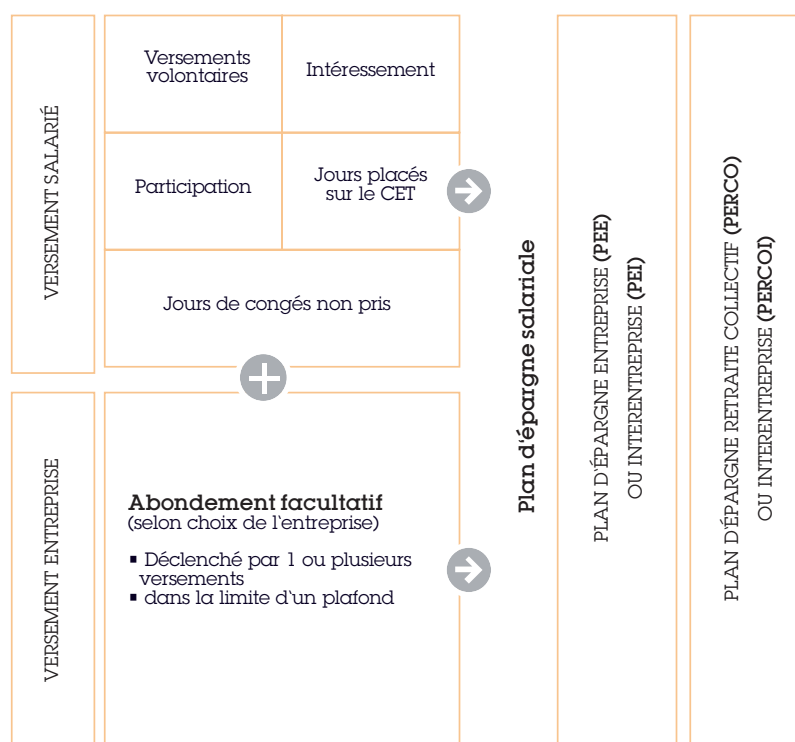 VERSEMENT SALARIÉ
Versements
volontaires
Intéressement
Participation
Jours placés
sur le CET
Jours de congés non pris
VERSEMENT ENTREPRISE
Abondement facultatif
(selon choix de l'entreprise)
▪ Déclenché par 1 ou plusieurs
versements
▪ dans la limite d'un plafond
Plan d'épargne salariale
PLAN D'ÉPARGNE ENTREPRISE (PEE)
OU INTERENTREPRISE (PEI)
PLAN D'ÉPARGNE RETRAITE COLLECTIF (PERCO)
OU INTERENTREPRISE (PERCOI)